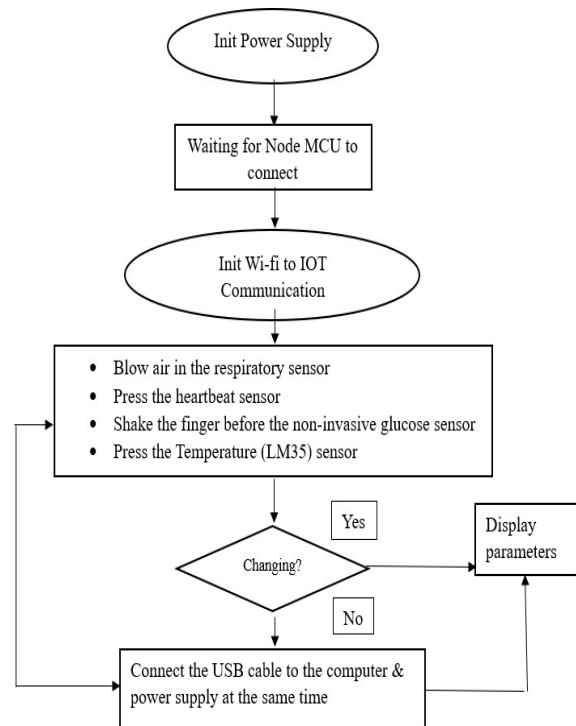 Init Power Supply
Waiting for Node MCU to
connect
Init Wi-fi to IOT
Communication
• Blow air in the respiratory sensor
• Press the heartbeat sensor
• Shake the finger before the non-invasive glucose sensor
• Press the Temperature (LM35) sensor
Yes
Display
parameters
Changing?
No
Connect the USB cable to the computer &
power supply at the same time